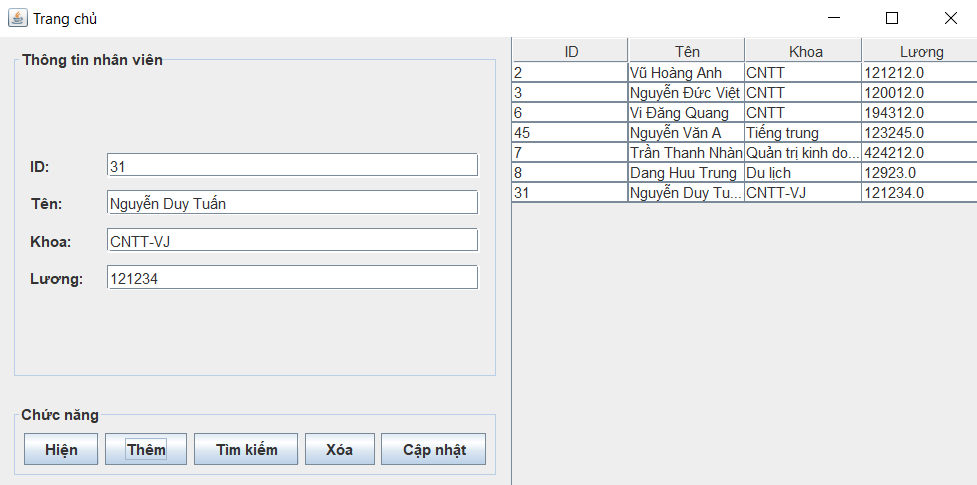 Trang chủ
Thông tin nhân viên
ID: 31
Tên: Nguyễn Duy Tuấn
Khoa: CNTT-VJ
Lương: 121234
Chức năng
Hiện Thêm Tìm kiếm Xóa Cập nhật
ID Tên Khoa Lương
2 Vũ Hoàng Anh CNTT 121212.0
3 Nguyễn Đức Việt CNTT 120012.0
6 Vi Đăng Quang CNTT 194312.0
45 Nguyễn Văn A Tiếng trung 123245.0
7 Trần Thanh Nhàn Quản trị kinh do... 424212.0
8 Dang Huu Trung Du lịch 12923.0
31 Nguyễn Duy Tu... CNTT-VJ 121234.0